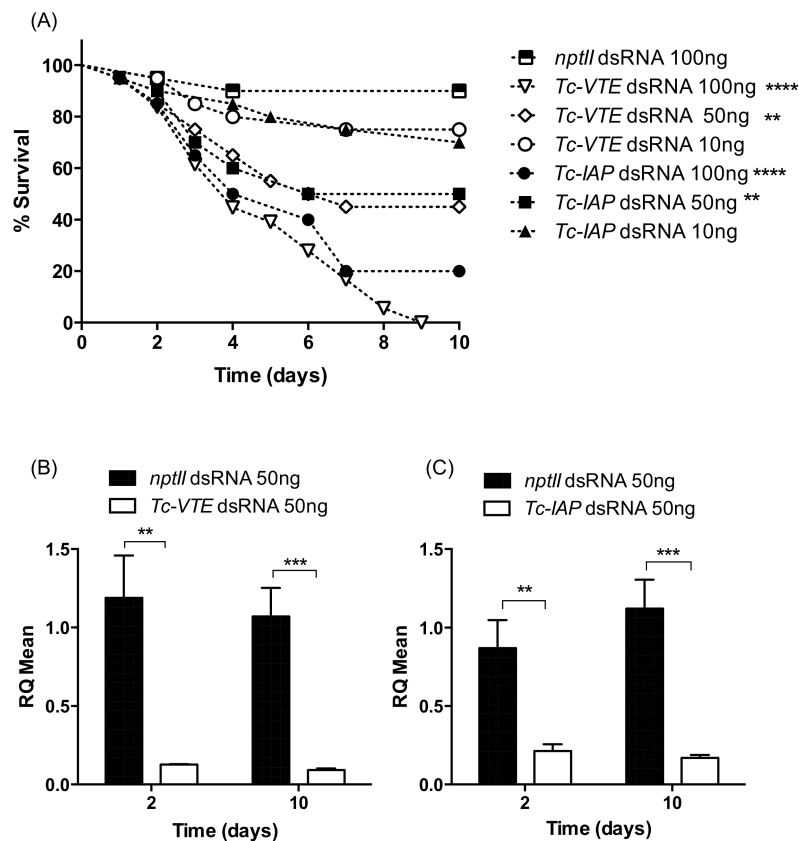 (A)
100
80
60
40
20
0
% Survival
0 2 4 6 8 10
Time (days)
nptII dsRNA 100ng
Tc-VTE dsRNA 100ng ****
Tc-VTE dsRNA 50ng **
Tc-VTE dsRNA 10ng
Tc-IAP dsRNA 100ng ****
Tc-IAP dsRNA 50ng **
Tc-IAP dsRNA 10ng
(B)
nptII dsRNA 50ng
Tc-VTE dsRNA 50ng
1.5
1.0
0.5
0.0
RQ Mean
**
***
2 10
Time (days)
(C)
nptII dsRNA 50ng
Tc-IAP dsRNA 50ng
1.5
1.0
0.5
0.0
RQ Mean
**
***
2 10
Time (days)